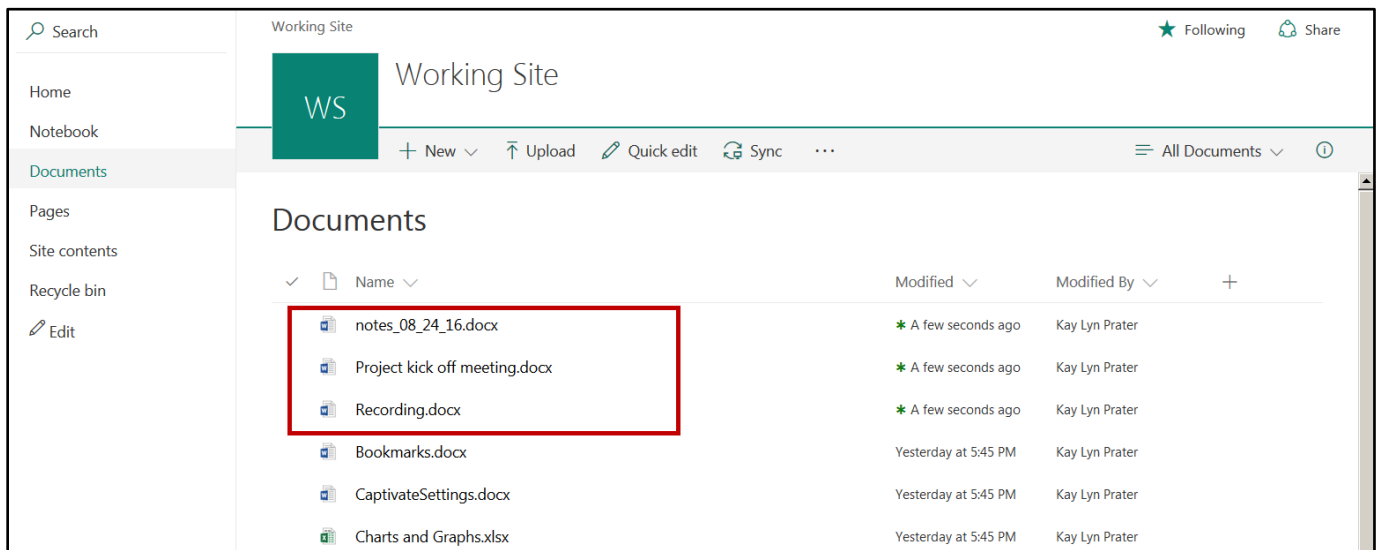 Search
Home
Notebook
Documents
Pages
Site contents
Recycle bin
Edit
Working Site
Following Share
WS
Working Site
New Upload Quick edit Sync ... All Documents
Documents
Name Modified Modified By
notes_08_24_16.docx A few seconds ago Kay Lyn Prater
Project kick off meeting.docx A few seconds ago Kay Lyn Prater
Recording.docx A few seconds ago Kay Lyn Prater
Bookmarks.docx Yesterday at 5:45 PM Kay Lyn Prater
CaptivateSettings.docx Yesterday at 5:45 PM Kay Lyn Prater
Charts and Graphs.xlsx Yesterday at 5:45 PM Kay Lyn Prater